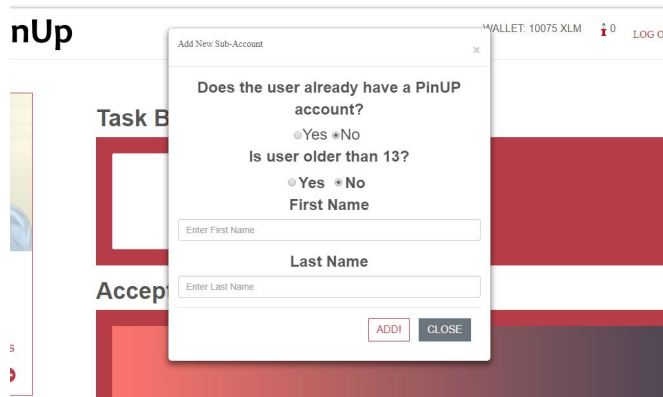 nUp
WALLET: 10075 XLM 0
LOG O
Add New Sub-Account
×
Does the user already have a PinUP
account?
Yes No
Is user older than 13?
Yes No
First Name
Enter First Name
Last Name
Enter Last Name
ADD!
CLOSE
Task B
Accep
s